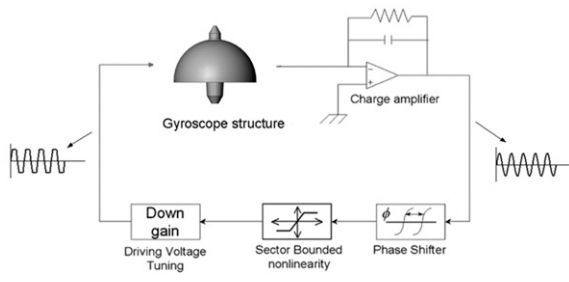 Gyroscope structure
−
+
Charge amplifier
Down
gain
Driving Voltage
Tuning
Sector Bounded
nonlinearity
ϕ
Phase Shifter